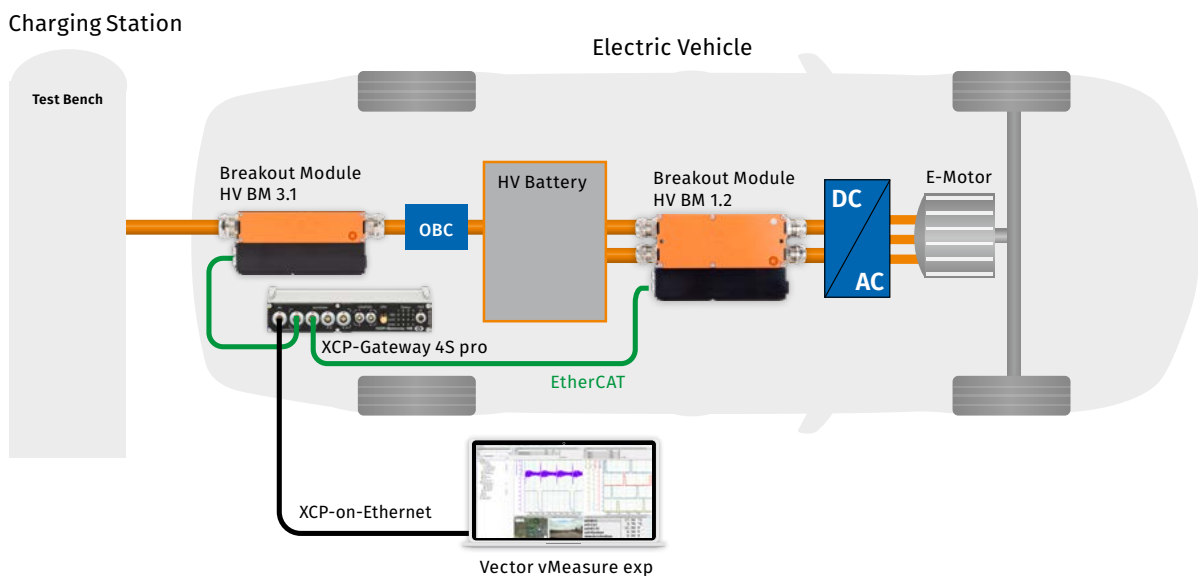 Charging Station
Electric Vehicle
Test Bench
Breakout Module
HV BM 3.1
OBC
HV Battery
Breakout Module
HV BM 1.2
DC
AC
E-Motor
XCP-Gateway 4S pro
EtherCAT
XCP-on-Ethernet
Vector vMeasure exp